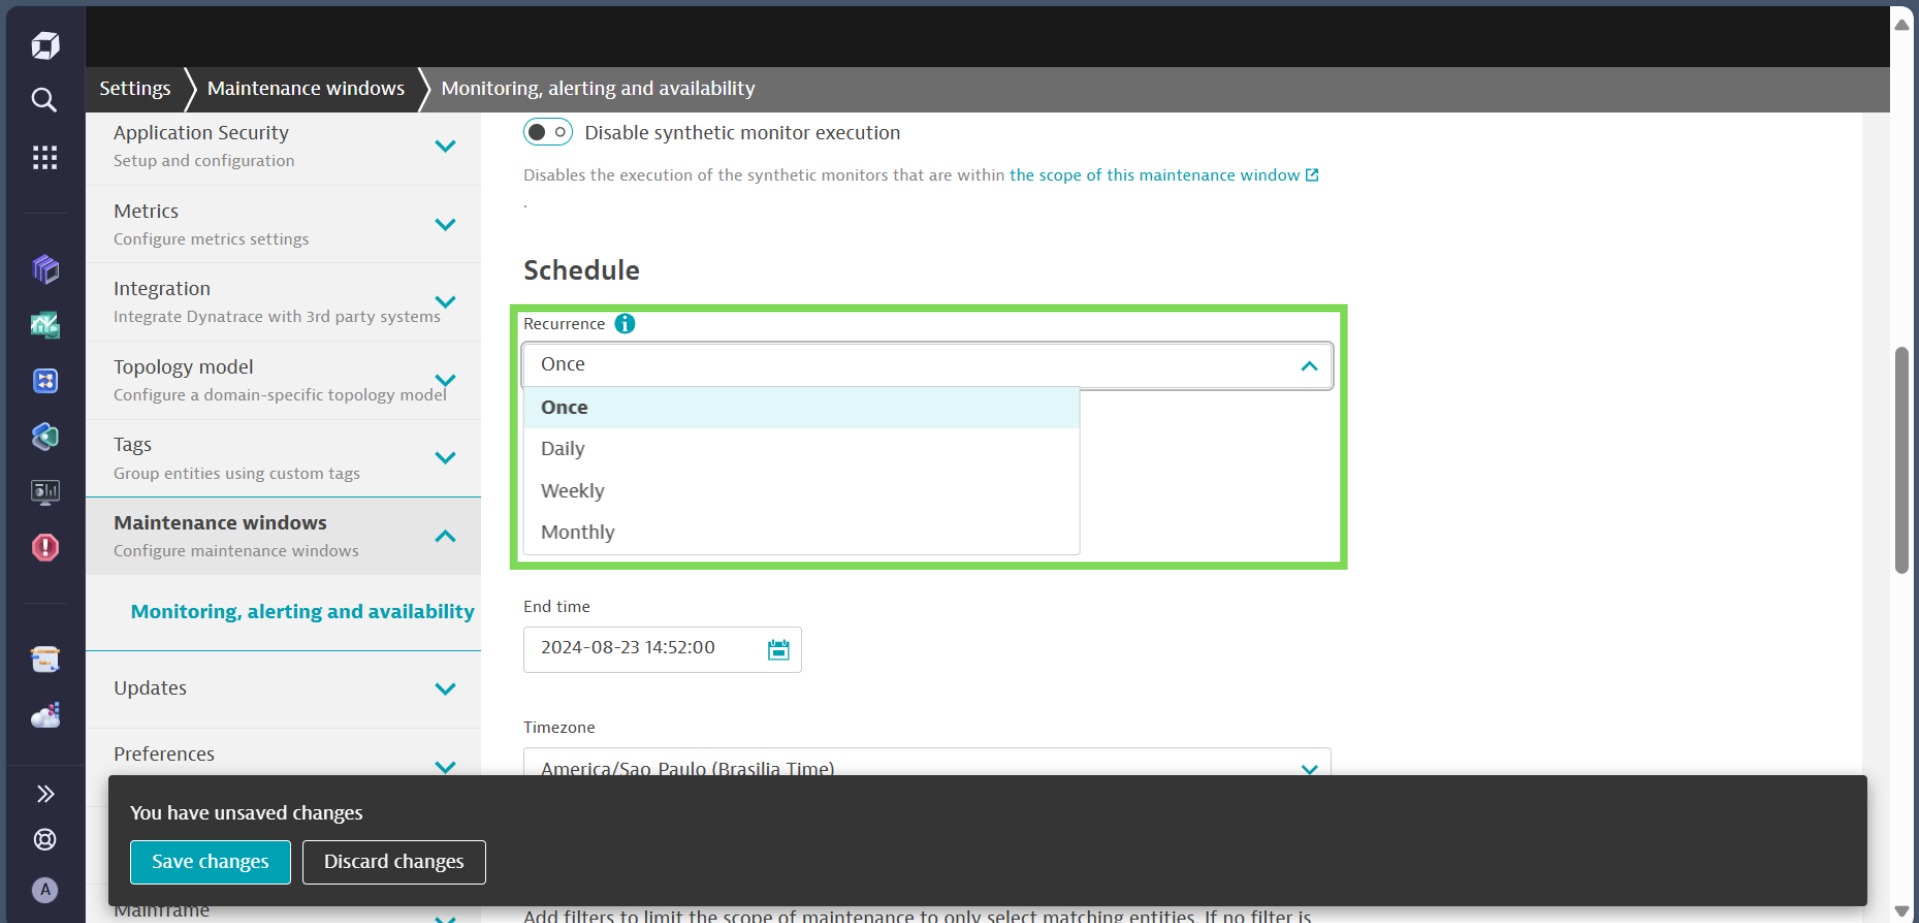 Settings
Maintenance windows
Monitoring, alerting and availability
Application Security
Setup and configuration
Metrics
Configure metrics settings
Integration
Integrate Dynatrace with 3rd party systems
Topology model
Configure a domain-specific topology model
Tags
Group entities using custom tags
Maintenance windows
Configure maintenance windows
Monitoring, alerting and availability
Updates
Preferences
Mainframe
A
Disable synthetic monitor execution
Disables the execution of the synthetic monitors that are within the scope of this maintenance window
.
Schedule
Recurrence
Once
Once
Daily
Weekly
Monthly
End time
2024-08-23 14:52:00
Timezone
America/Sao_Paulo (Brasilia Time)
You have unsaved changes
Save changes
Discard changes
Add filters to limit the scope of maintenance to only select matching entities. If no filter is